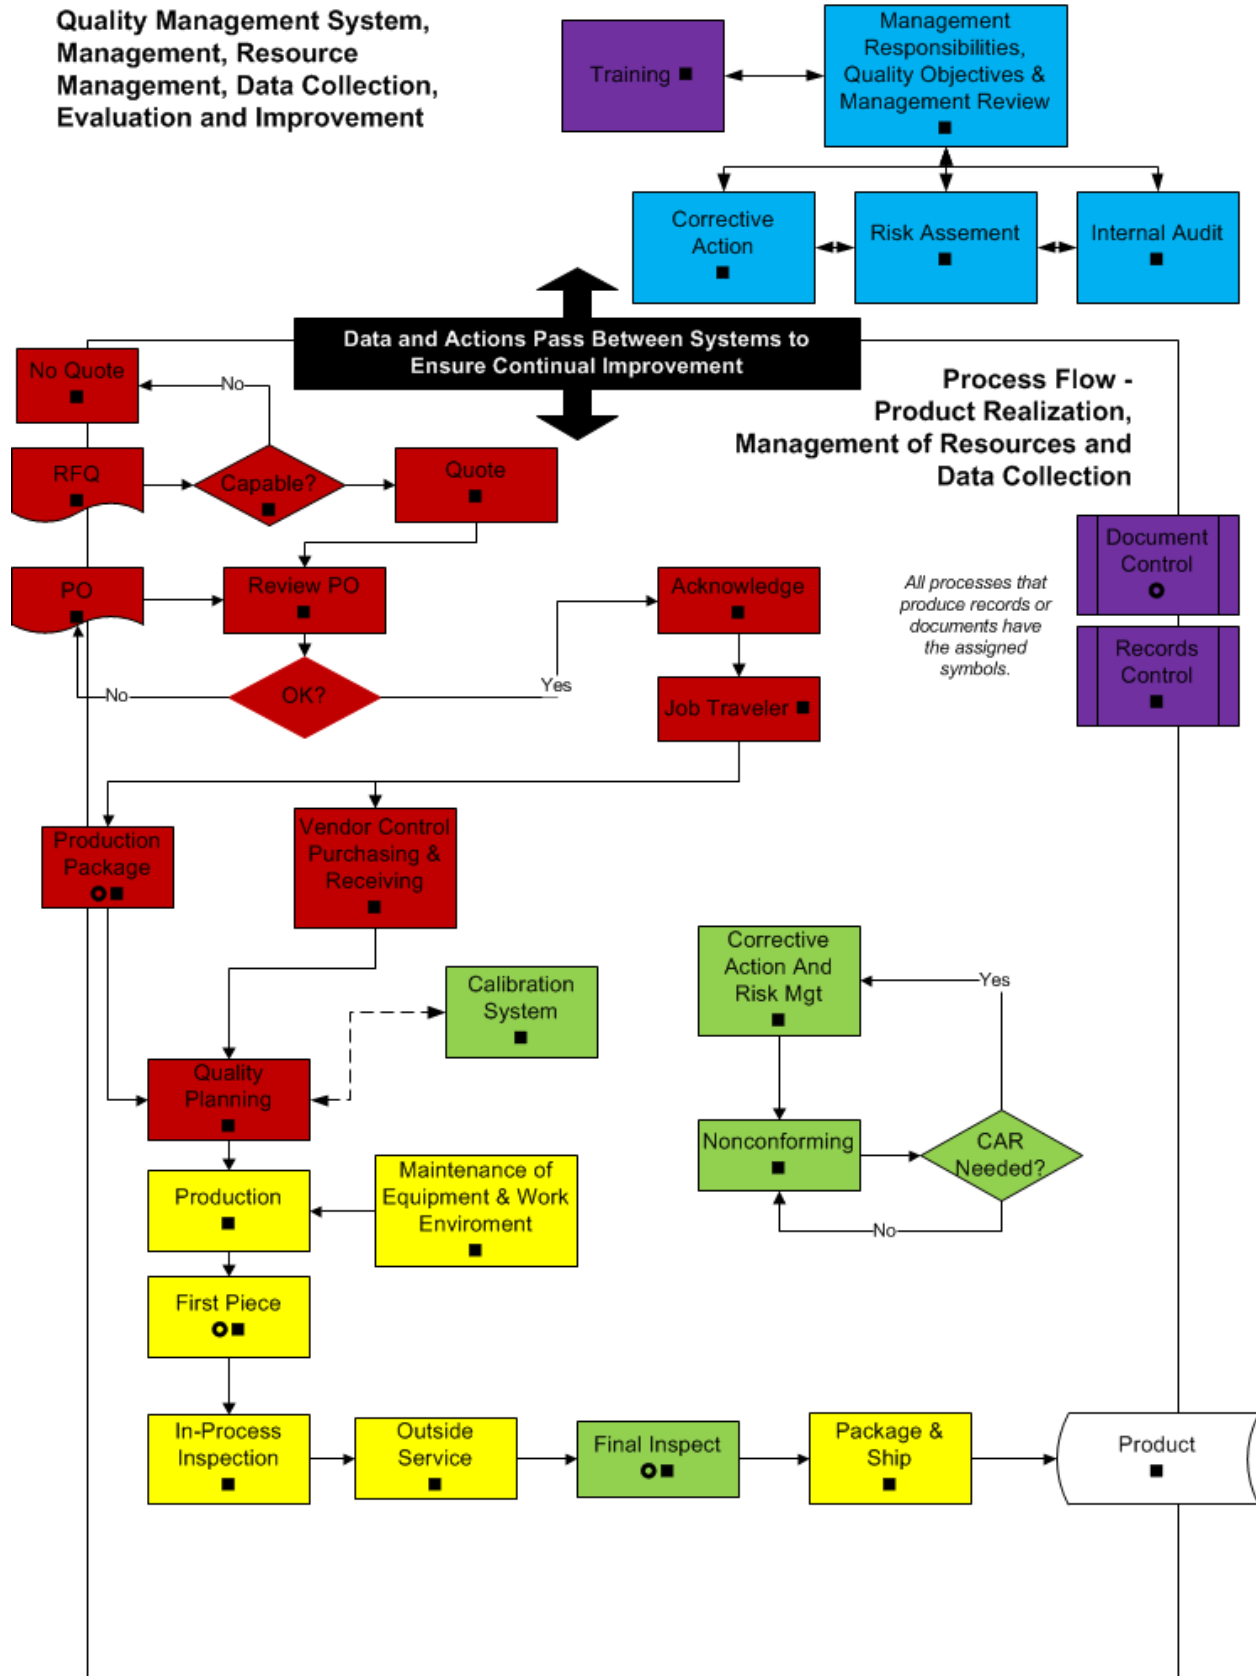 Quality Management System,
Management, Resource
Management, Data Collection,
Evaluation and Improvement
Training
Management
Responsibilities,
Quality Objectives &
Management Review
Corrective
Action
Risk Assement
Internal Audit
Data and Actions Pass Between Systems to
Ensure Continual Improvement
Process Flow -
Product Realization,
Management of Resources and
Data Collection
No Quote
No
RFQ
Capable?
Quote
Document
Control
All processes that
produce records or
documents have
the assigned
symbols.
Records
Control
PO
Review PO
Acknowledge
No
OK?
Yes
Job Traveler
Production
Package
Vendor Control
Purchasing &
Receiving
Calibration
System
Corrective
Action And
Risk Mgt
Yes
Quality
Planning
Nonconforming
CAR
Needed?
No
Production
Maintenance of
Equipment & Work
Enviroment
First Piece
In-Process
Inspection
Outside
Service
Final Inspect
Package &
Ship
Product